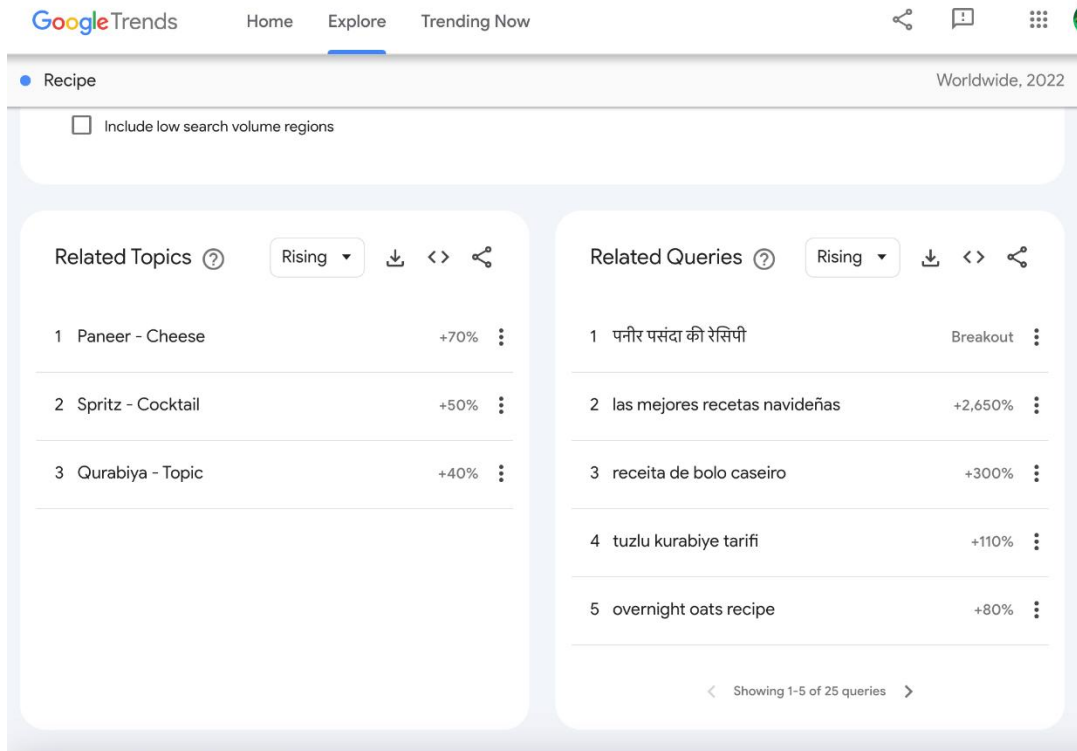 Google Trends Home Explore Trending Now
Recipe Worldwide, 2022
Include low search volume regions
Related Topics Rising
1 Paneer - Cheese +70%
2 Spritz - Cocktail +50%
3 Qurabiya - Topic +40%
Related Queries Rising
1 पनीर पसंदा की रेसिपी Breakout
2 las mejores recetas navideñas +2,650%
3 receita de bolo caseiro +300%
4 tuzlu kurabiye tarifi +110%
5 overnight oats recipe +80%
Showing 1-5 of 25 queries